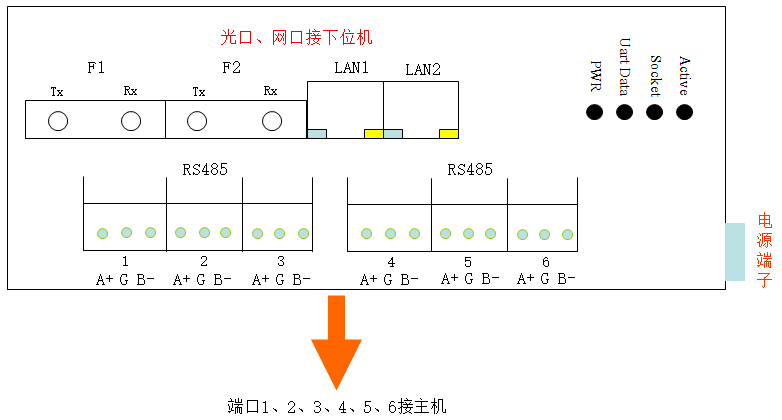 光口、网口接下位机
F1
F2
LAN1
LAN2
Tx
Rx
Tx
Rx
PWR
Uart Data
Socket
Active
RS485
RS485
1
2
3
4
5
6
A+ G B-
A+ G B-
A+ G B-
A+ G B-
A+ G B-
A+ G B-
电源端子
端口1、2、3、4、5、6接主机